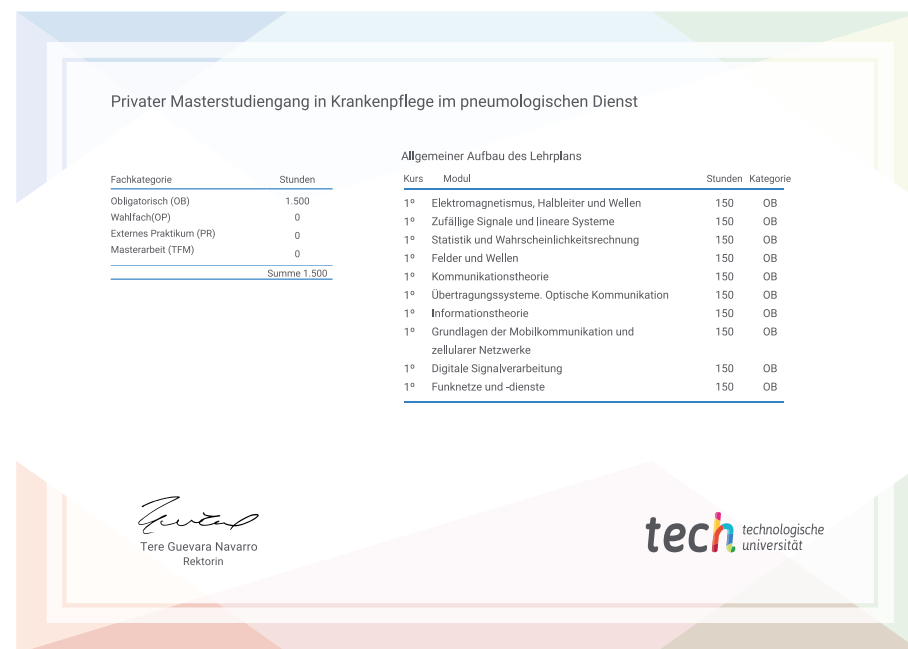 Privater Masterstudiengang in Krankenpflege im pneumologischen Dienst
Fachkategorie Stunden
Obligatorisch (OB) 1.500
Wahlfach(OP) 0
Externes Praktikum (PR) 0
Masterarbeit (TFM) 0
Summe 1.500
Allgemeiner Aufbau des Lehrplans
Kurs Modul Stunden Kategorie
1º Elektromagnetismus, Halbleiter und Wellen 150 OB
1º Zufällige Signale und lineare Systeme 150 OB
1º Statistik und Wahrscheinlichkeitsrechnung 150 OB
1º Felder und Wellen 150 OB
1º Kommunikationstheorie 150 OB
1º Übertragungssysteme. Optische Kommunikation 150 OB
1º Informationstheorie 150 OB
1º Grundlagen der Mobilkommunikation und 150 OB
zellularer Netzwerke
1º Digitale Signalverarbeitung 150 OB
1º Funknetze und -dienste 150 OB
Tere Guevara Navarro
Rektorin
tech technologische
universität